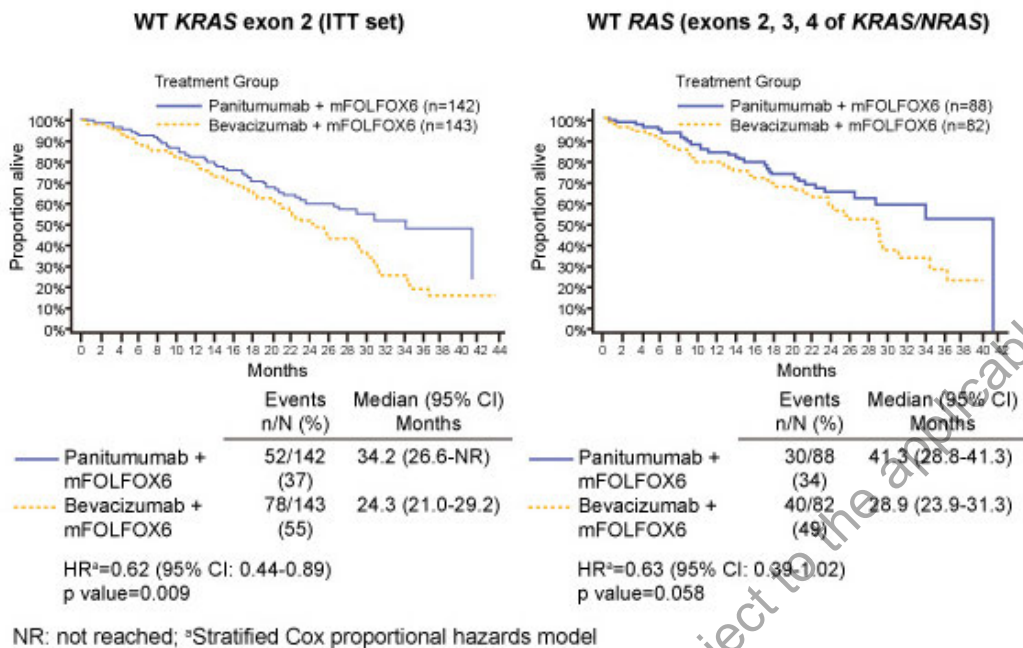 WT KRAS exon 2 (ITT set)
Treatment Group
Panitumumab + mFOLFOX6 (n=142)
Bevacizumab + mFOLFOX6 (n=143)
Proportion alive
100%
90%
80%
70%
60%
50%
40%
30%
20%
10%
0%
0 2 4 6 8 10 12 14 16 18 20 22 24 26 28 30 32 34 36 38 40 42 44
Months
Events Median (95% CI)
n/N (%) Months
Panitumumab + 52/142 34.2 (26.6-NR)
mFOLFOX6 (37)
Bevacizumab + 78/143 24.3 (21.0-29.2)
mFOLFOX6 (55)
HRª=0.62 (95% CI: 0.44-0.89)
p value=0.009
WT RAS (exons 2, 3, 4 of KRAS/NRAS)
Treatment Group
Panitumumab + mFOLFOX6 (n=88)
Bevacizumab + mFOLFOX6 (n=82)
Proportion alive
100%
90%
80%
70%
60%
50%
40%
30%
20%
10%
0%
0 2 4 6 8 10 12 14 16 18 20 22 24 26 28 30 32 34 36 38 40 42
Months
Events Median (95% CI)
n/N (%) Months
Panitumumab + 30/88 41.3 (28.8-41.3)
mFOLFOX6 (34)
Bevacizumab + 40/82 28.9 (23.9-31.3)
mFOLFOX6 (49)
HRª=0.63 (95% CI: 0.39-1.02)
p value=0.058
NR: not reached; ªStratified Cox proportional hazards model
to the